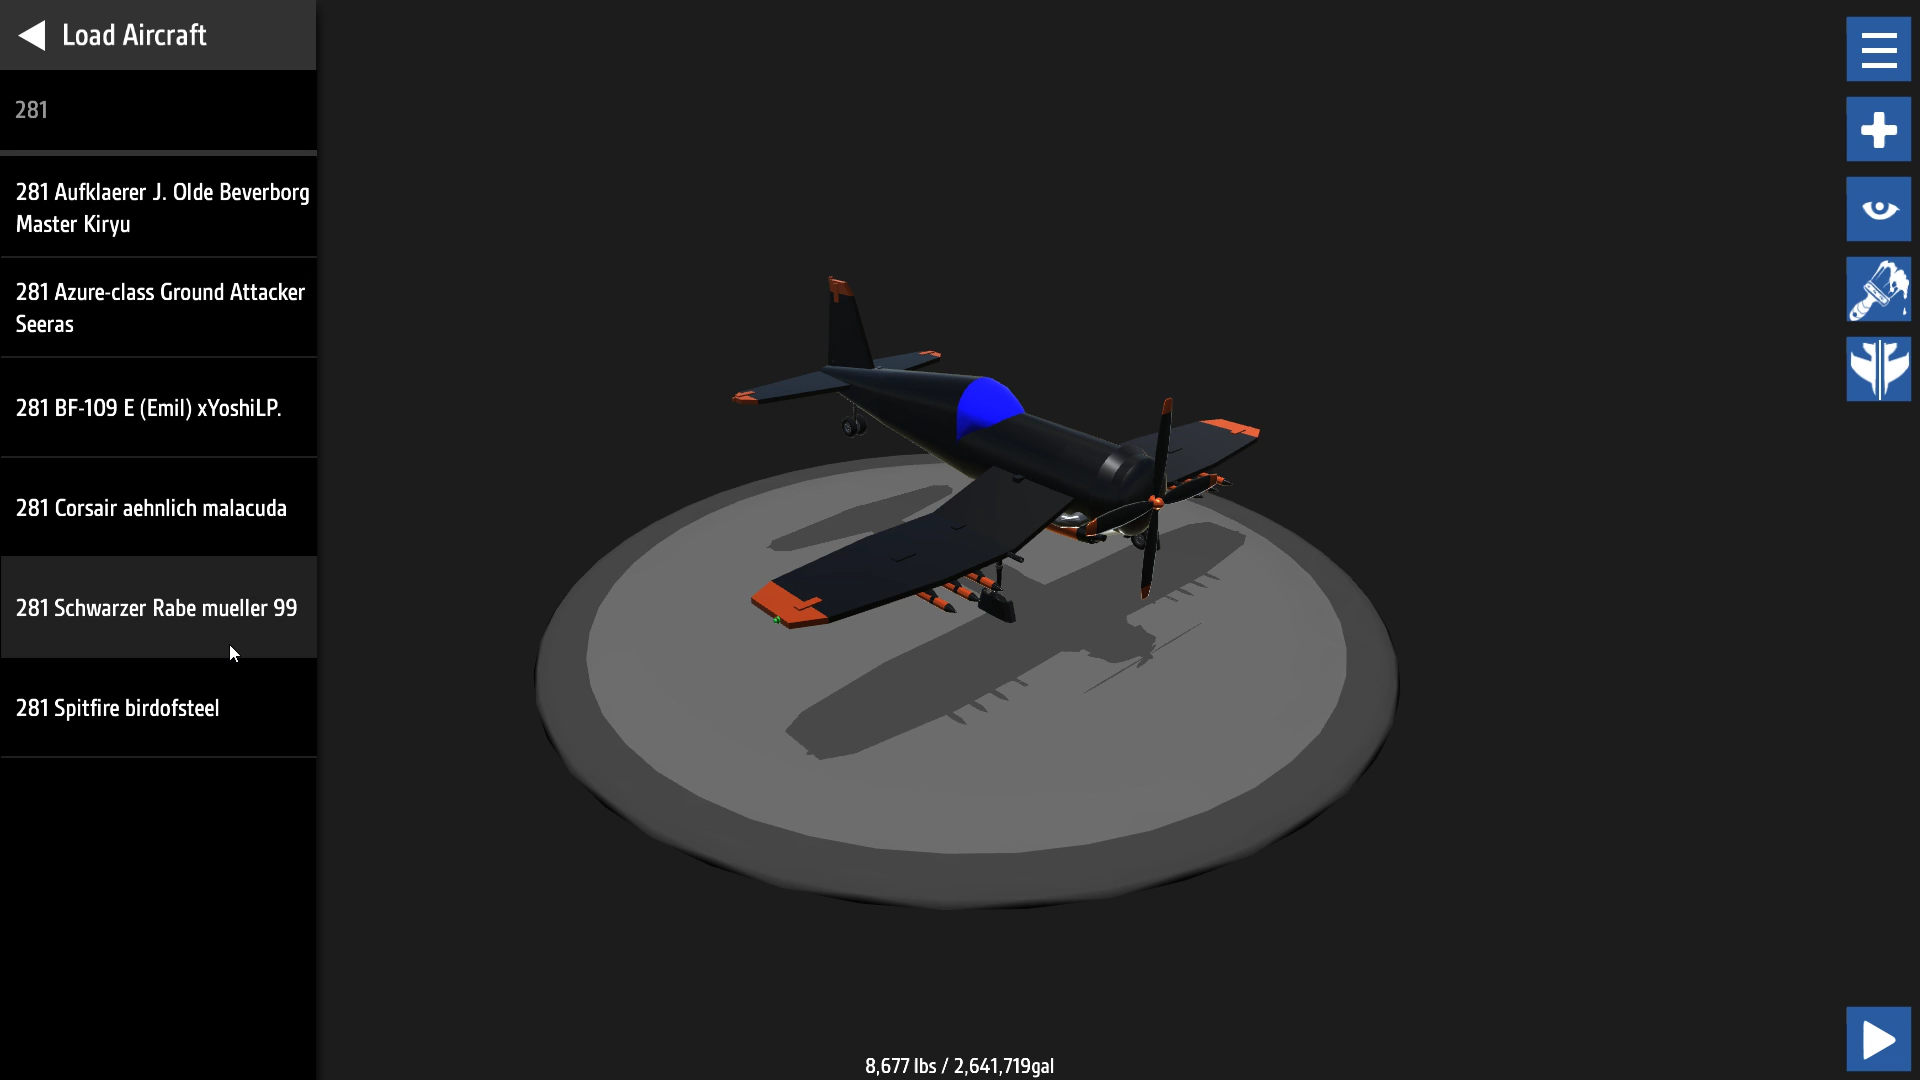 Load Aircraft
281
281 Aufklaerer J. Olde Beverborg
Master Kiryu
281 Azure-class Ground Attacker
Seeras
281 BF-109 E (Emil) xYoshiLP.
281 Corsair aehnlich malacuda
281 Schwarzer Rabe mueller 99
281 Spitfire birdofsteel
8,677 lbs / 2,641,719gal